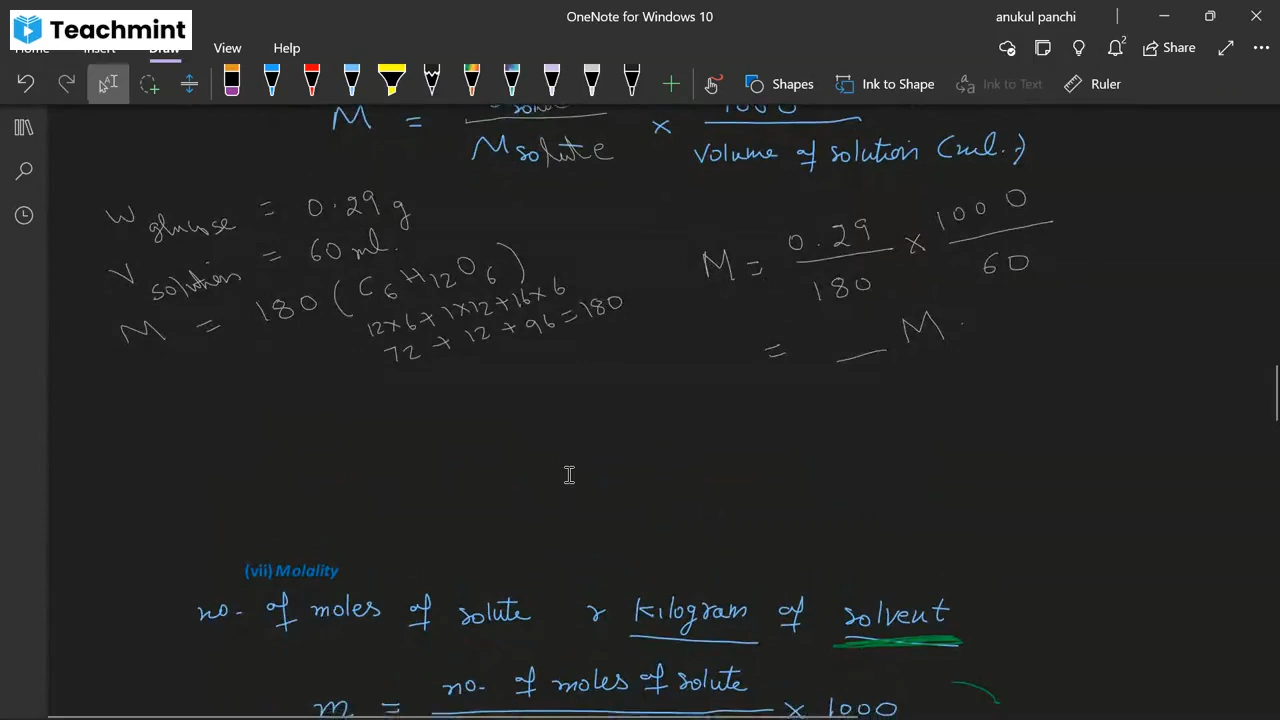 Teachmint
OneNote for Windows 10
anukul panchi
Home Insert Draw View Help
2 Share
Shapes Ink to Shape Ink to Text Ruler
M = solute / M solute × 1000 / Volume of solution (ml.)
W glucose = 0.29 g
V solution = 60 ml.
M = 180 (C6H12O6)
12×6 + 1×12 + 16×6
72 + 12 + 96 = 180
M = 0.29 / 180 × 1000 / 60
= __ M.
(vii) Molality
no. of moles of solute r kilogram of solvent
m = no. of moles of solute × 1000